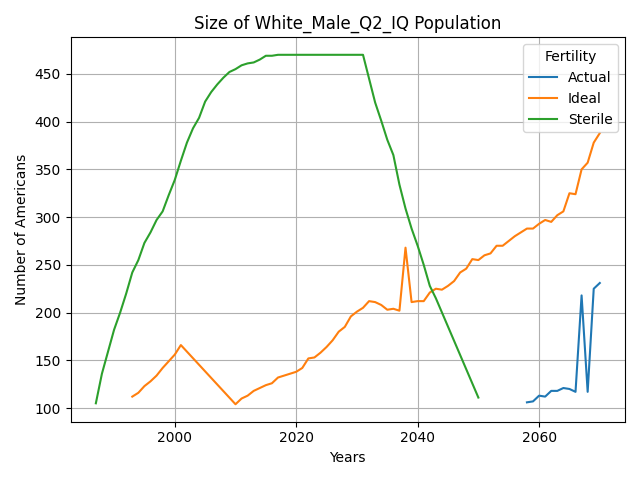 Size of White_Male_Q2_IQ Population
Fertility
Actual
Ideal
Sterile
Number of Americans
450
400
350
300
250
200
150
100
2000
2020
2040
2060
Years